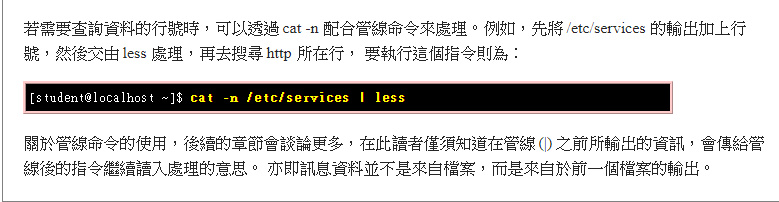 若需要查詢資料的行號時，可以透過 cat -n 配合管線命令來處理。例如，先將 /etc/services 的輸出加上行
號，然後交由 less 處理，再去搜尋 http 所在行， 要執行這個指令則為：
[student@localhost ~]$ cat -n /etc/services | less
關於管線命令的使用，後續的章節會談論更多，在此讀者僅須知道在管線 (|) 之前所輸出的資訊，會傳給管
線後的指令繼續讀入處理的意思。 亦即訊息資料並不是來自檔案，而是來自於前一個檔案的輸出。